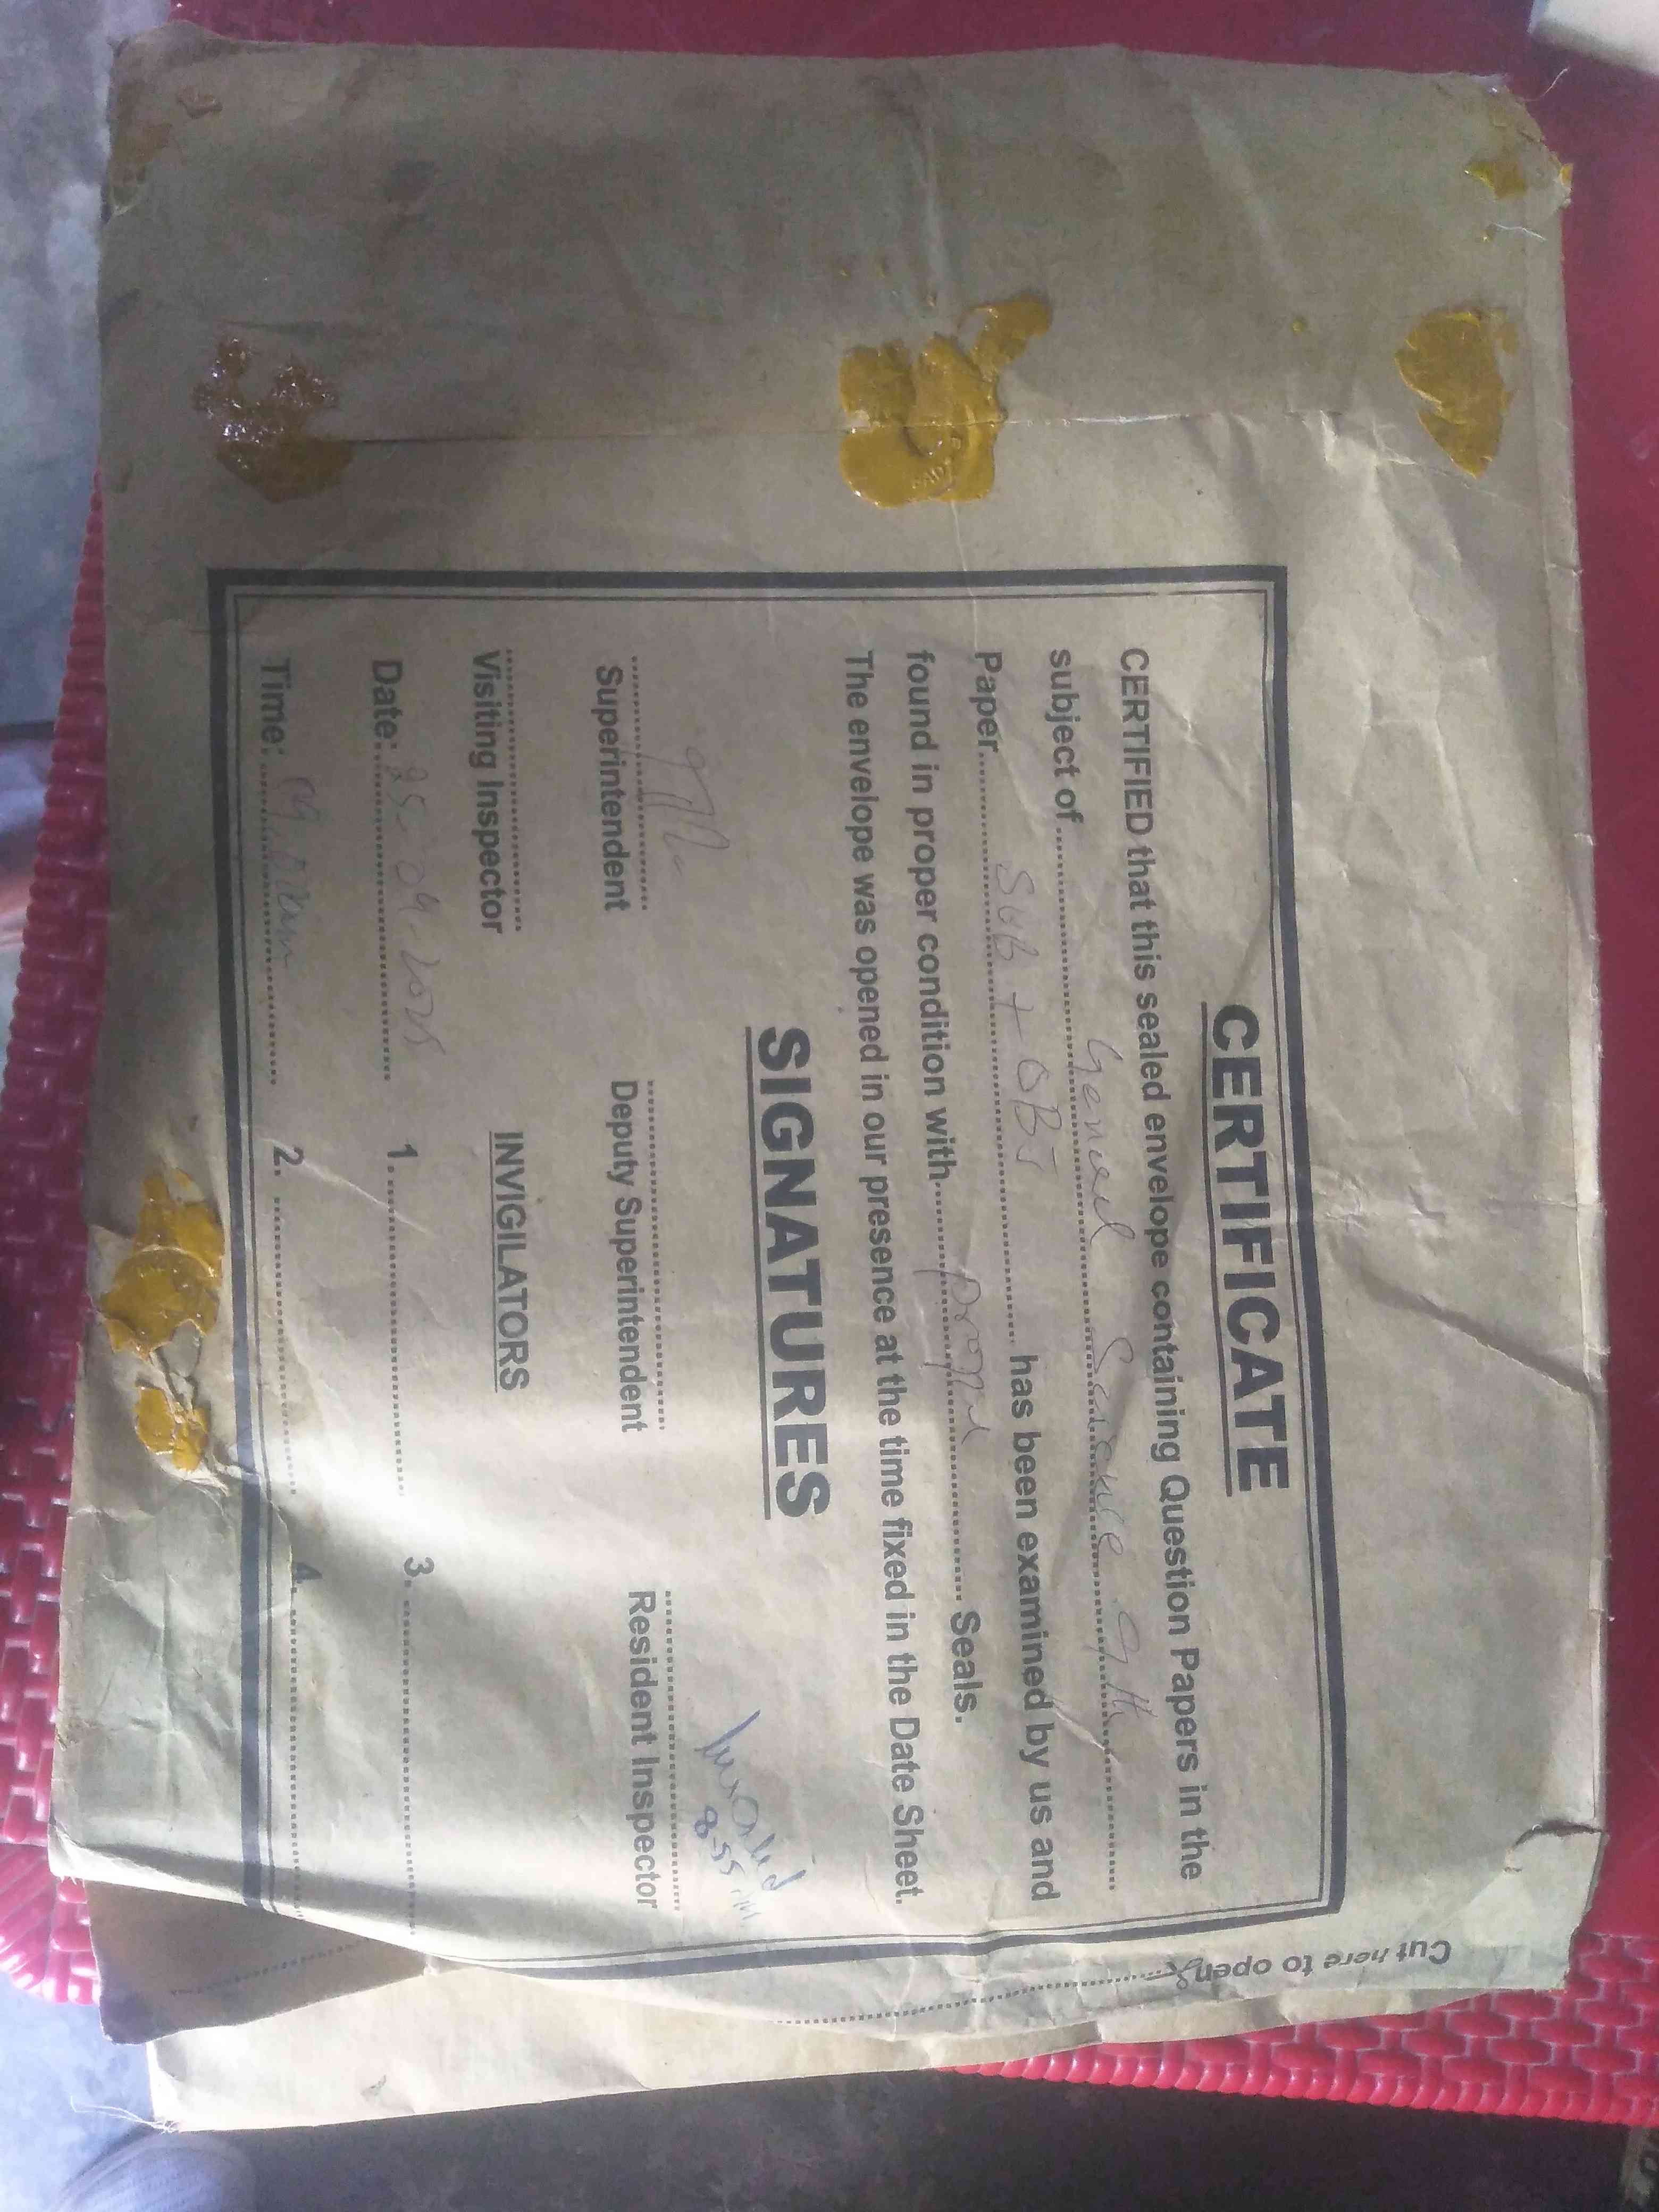 CERTIFICATE
CERTIFIED that this sealed envelope containing Question Papers in the
subject of General Science 9th
Paper SUB + OBJ has been examined by us and
found in proper condition with proper Seals.
The envelope was opened in our presence at the time fixed in the Date Sheet.
SIGNATURES
8-55
Superintendent Deputy Superintendent Resident Inspector
Visiting Inspector INVIGILATORS
Date: 25-04-2025 1. 3.
Time: 2. 4.
Cut here to open